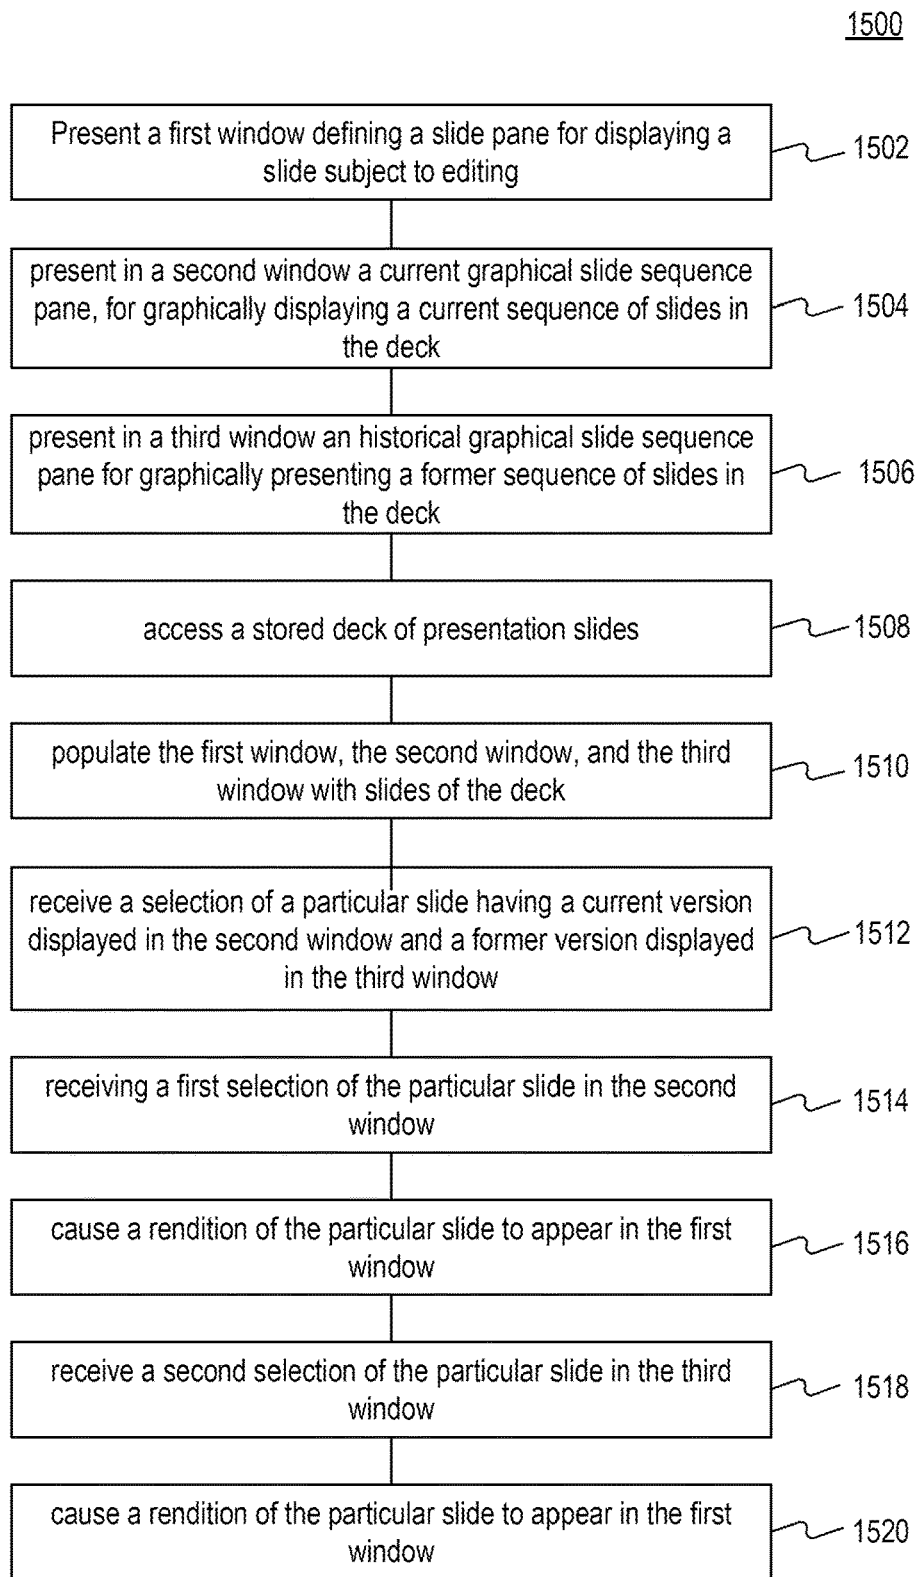 1500
Present a first window defining a slide pane for displaying a
slide subject to editing
1502
present in a second window a current graphical slide sequence
pane, for graphically displaying a current sequence of slides in
the deck
1504
present in a third window an historical graphical slide sequence
pane for graphically presenting a former sequence of slides in
the deck
1506
access a stored deck of presentation slides
1508
populate the first window, the second window, and the third
window with slides of the deck
1510
receive a selection of a particular slide having a current version
displayed in the second window and a former version displayed
in the third window
1512
receiving a first selection of the particular slide in the second
window
1514
cause a rendition of the particular slide to appear in the first
window
1516
receive a second selection of the particular slide in the third
window
1518
cause a rendition of the particular slide to appear in the first
window
1520